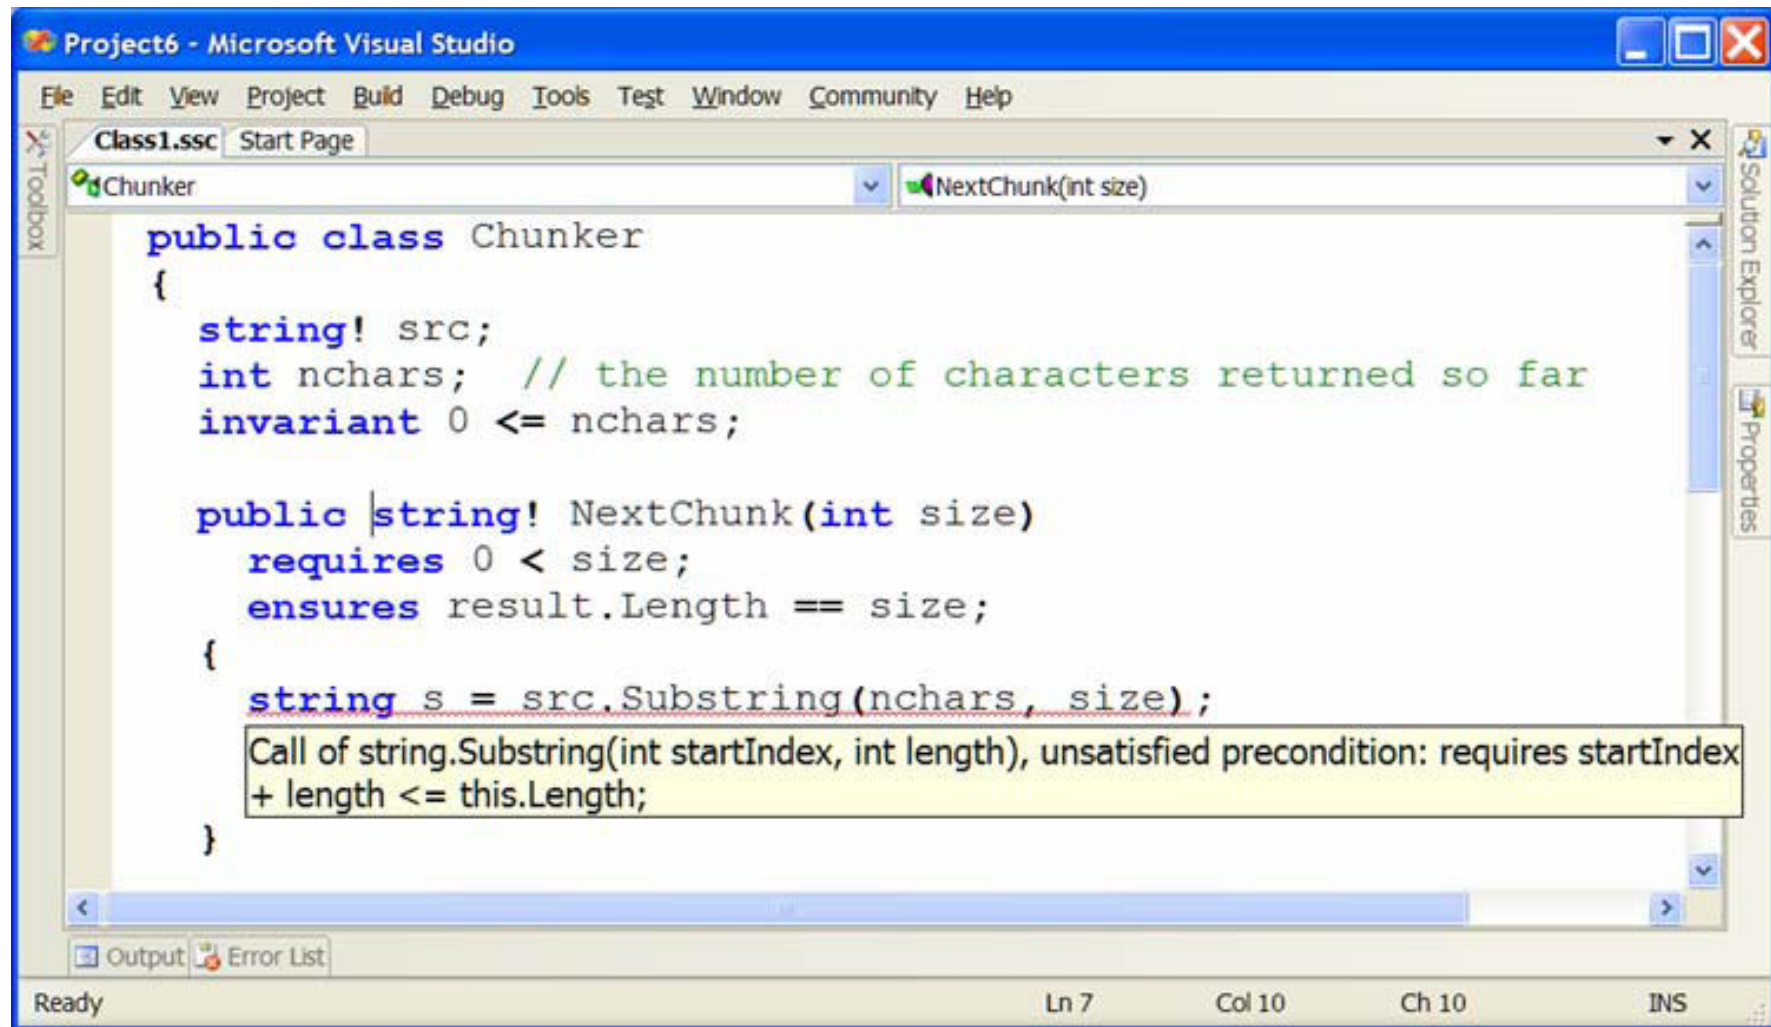 Project6 - Microsoft Visual Studio
File Edit View Project Build Debug Tools Test Window Community Help
Class1.ssc Start Page
Chunker NextChunk(int size)
Toolbox
Solution Explorer
Properties
public class Chunker
{
string! src;
int nchars; // the number of characters returned so far
invariant 0 <= nchars;
public string! NextChunk(int size)
requires 0 < size;
ensures result.Length == size;
{
string s = src.Substring(nchars, size);
Call of string.Substring(int startIndex, int length), unsatisfied precondition: requires startIndex
+ length <= this.Length;
}
Output Error List
Ready Ln 7 Col 10 Ch 10 INS